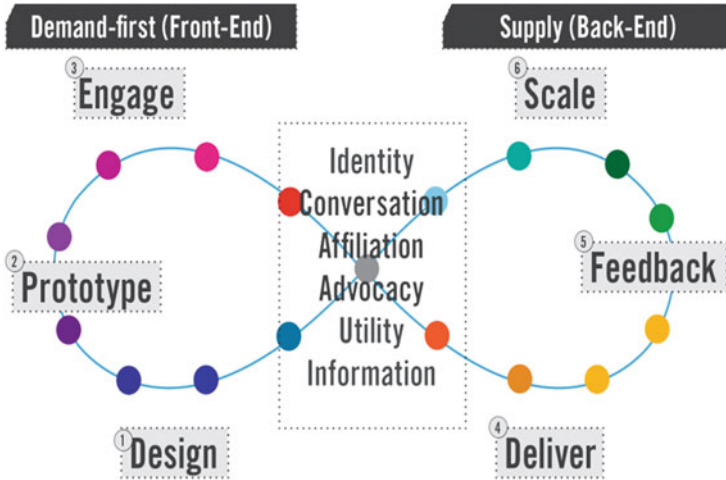 Demand-first (Front-End)
Supply (Back-End)
3
Engage
6
Scale
Identity
Conversation
Affiliation
Advocacy
Utility
Information
2
Prototype
5
Feedback
1
Design
4
Deliver